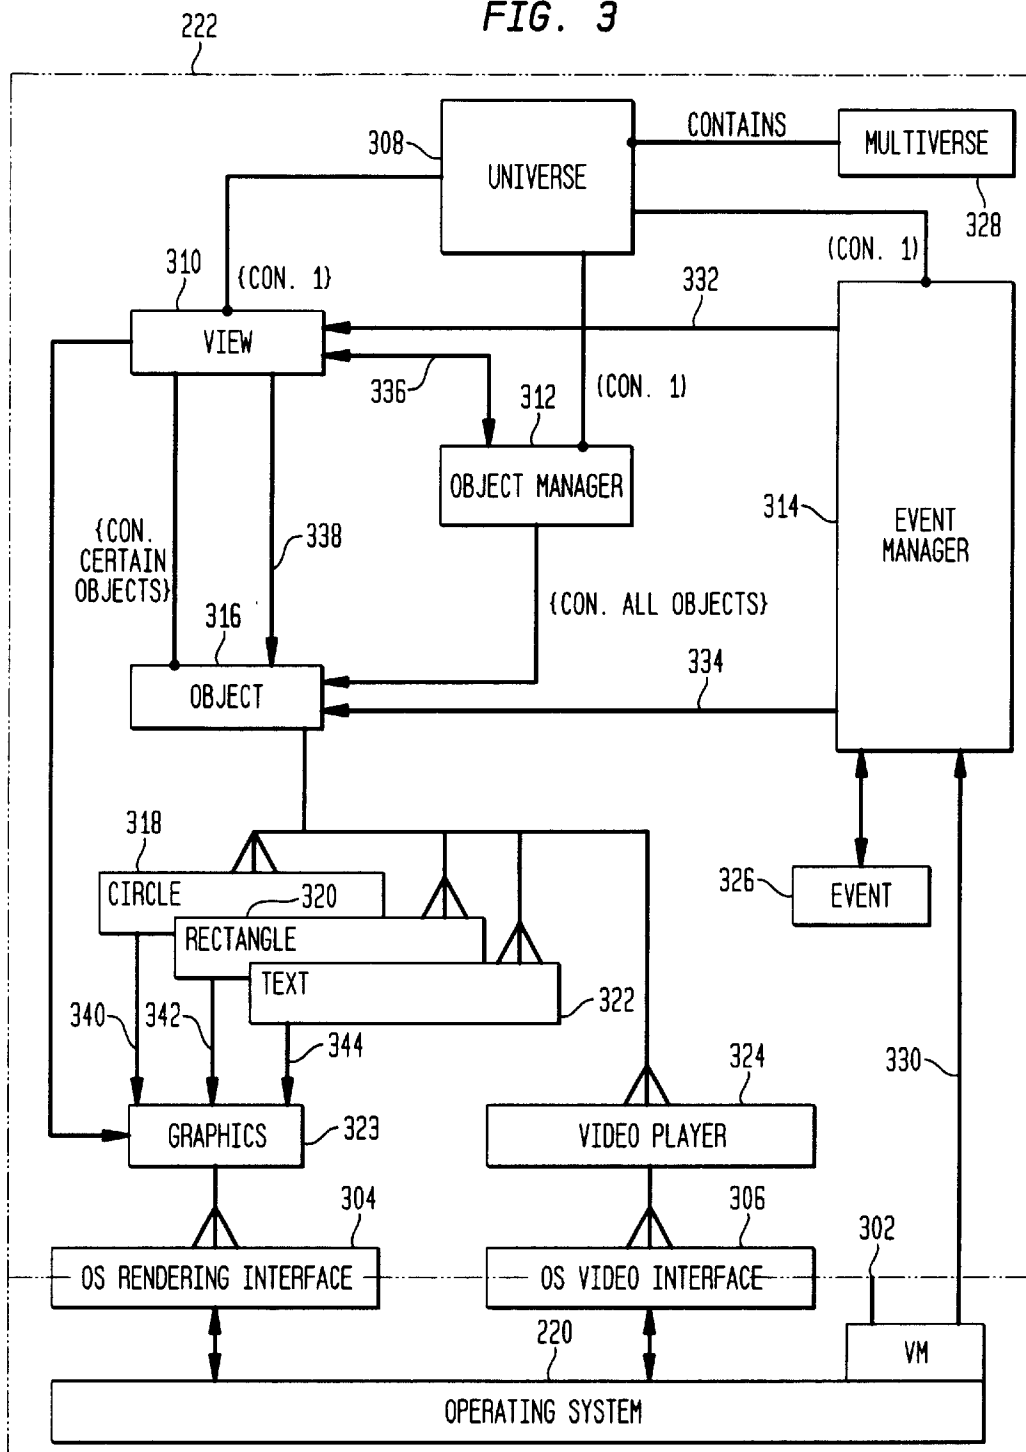 FIG. 3
222
308
UNIVERSE
CONTAINS
MULTIVERSE
328
310
{CON. 1}
(CON. 1)
332
VIEW
336
312
(CON. 1)
OBJECT MANAGER
314
EVENT
MANAGER
{CON.
CERTAIN
OBJECTS}
338
{CON. ALL OBJECTS}
316
334
OBJECT
318
CIRCLE
320
326
EVENT
RECTANGLE
TEXT
322
340
342
344
324
330
GRAPHICS
323
VIDEO PLAYER
304
306
302
OS RENDERING INTERFACE
OS VIDEO INTERFACE
220
VM
OPERATING SYSTEM